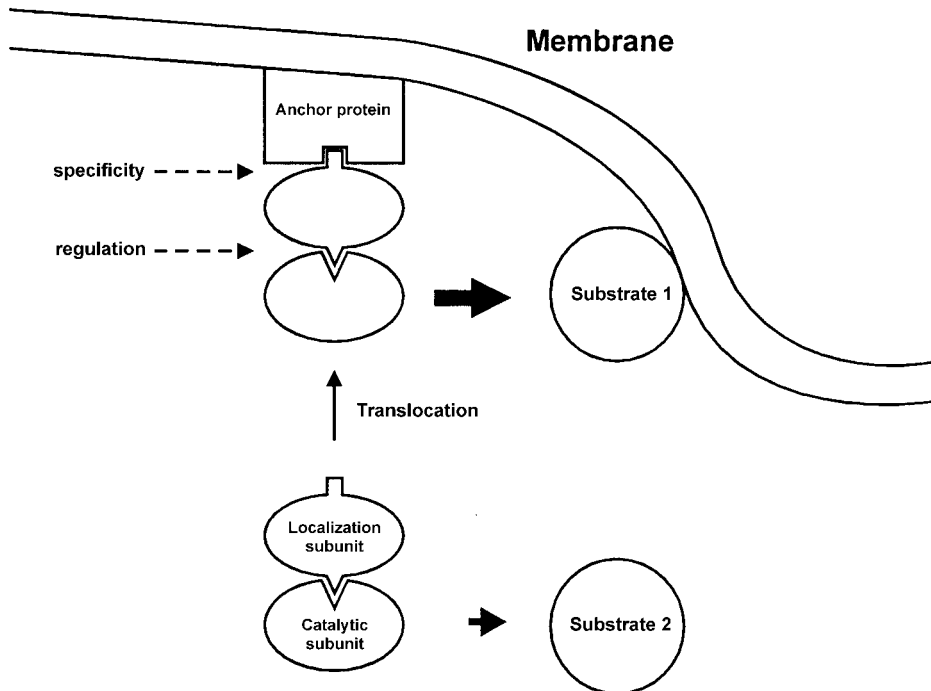 Membrane
Anchor protein
specificity
regulation
Substrate 1
Translocation
Localization
subunit
Catalytic
subunit
Substrate 2